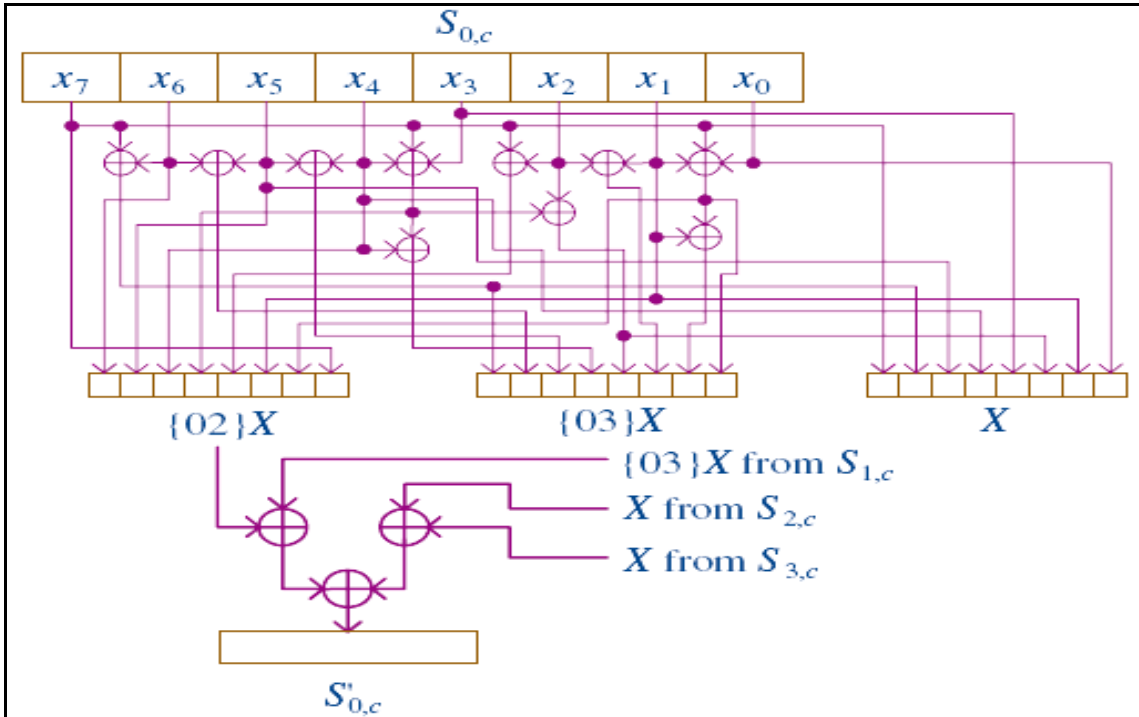 S0,c
x7 x6 x5 x4 x3 x2 x1 x0
{02}X {03}X X
{03}X from S1,c
X from S2,c
X from S3,c
S'0,c